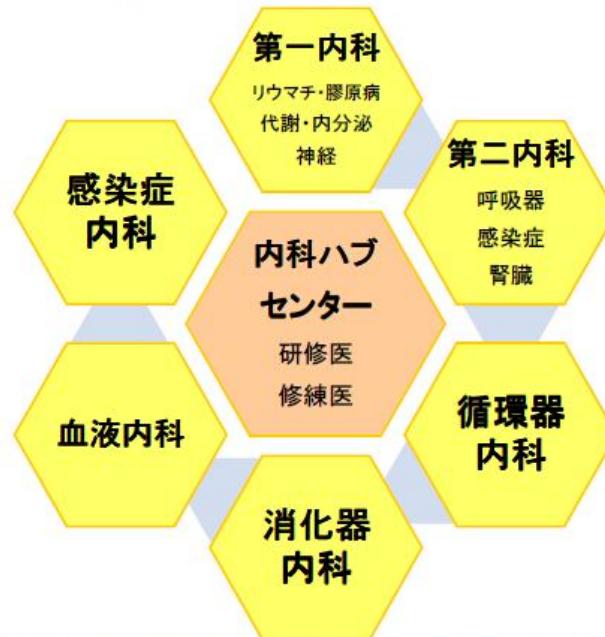 第一内科
リウマチ・膠原病
代謝・内分泌
神経
第二内科
呼吸器
感染症
腎臓
感染症
内科
内科ハブ
センター
研修医
修練医
循環器
内科
血液内科
消化器
内科